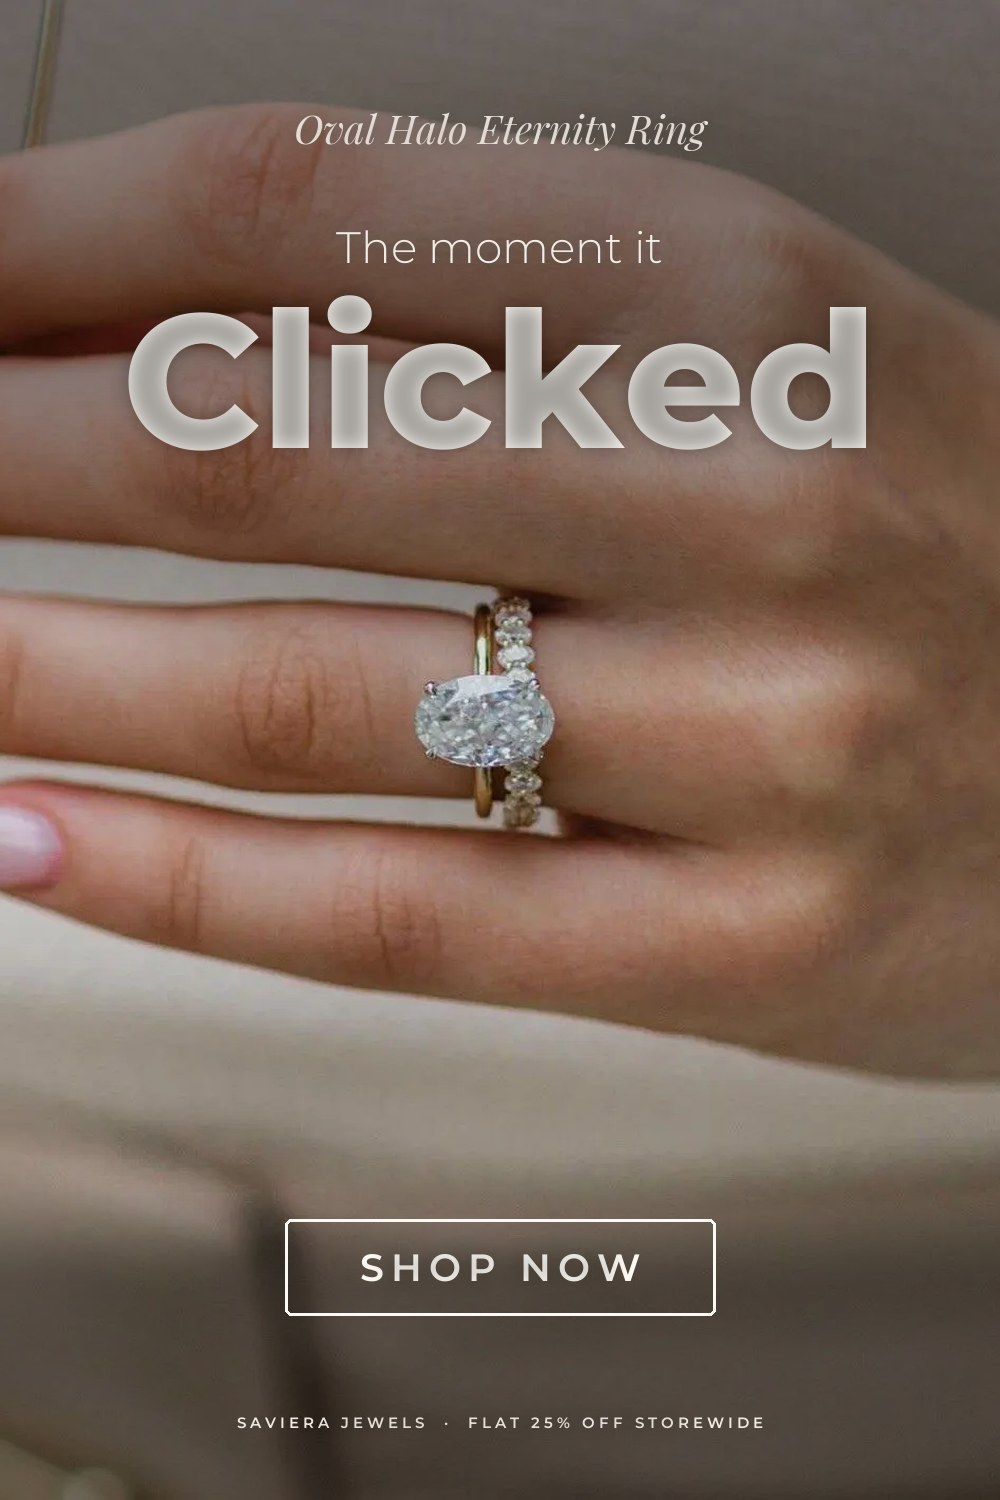 Oval Halo Eternity Ring
The moment it
Clicked
SHOP NOW
SAVIERA JEWELS · FLAT 25% OFF STOREWIDE